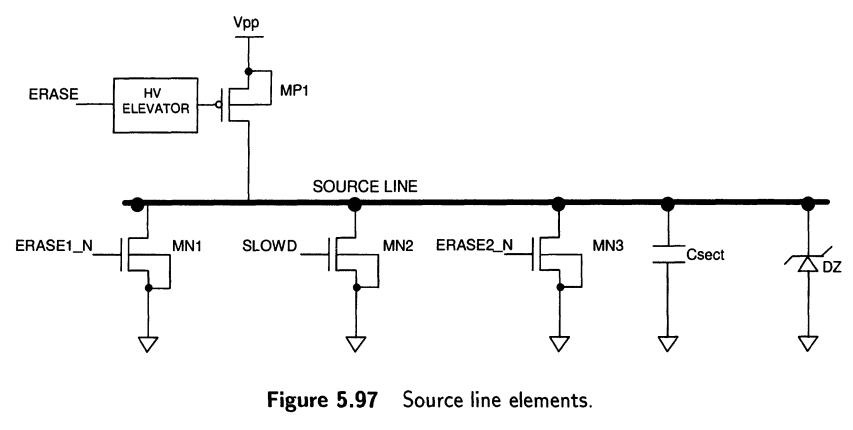 Vpp
ERASE
HV
ELEVATOR
MP1
SOURCE LINE
ERASE1_N
MN1
SLOWD
MN2
ERASE2_N
MN3
Csect
DZ
Figure 5.97 Source line elements.